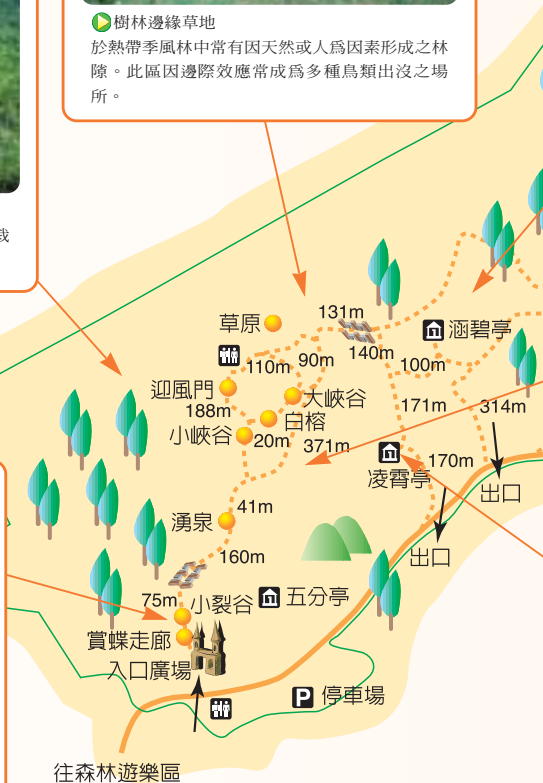 樹林邊緣草地
於熱帶季風林中常有因天然或人爲因素形成之林
隙。此區因邊際效應常成爲多種鳥類出沒之場
所。
栽
131m
草原
涵碧亭
140m
110m
90m
100m
迎風門
大峽谷
188m
白榕
171m
314m
小峽谷
20m
371m
凌霄亭
170m
出口
41m
湧泉
出口
160m
75m
小裂谷
五分亭
賞蝶走廊
入口廣場
P
停車場
往森林遊樂區